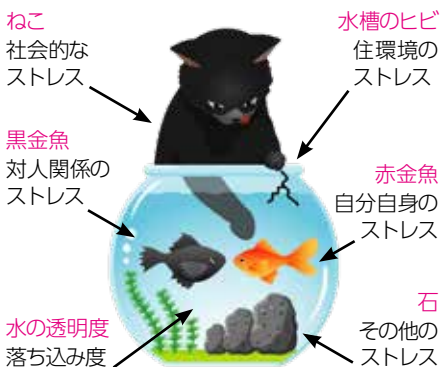 ねこ
社会的な
ストレス
水槽のヒビ
住環境の
ストレス
黒金魚
対人関係の
ストレス
赤金魚
自分自身の
ストレス
水の透明度
落ち込み度
石
その他の
ストレス